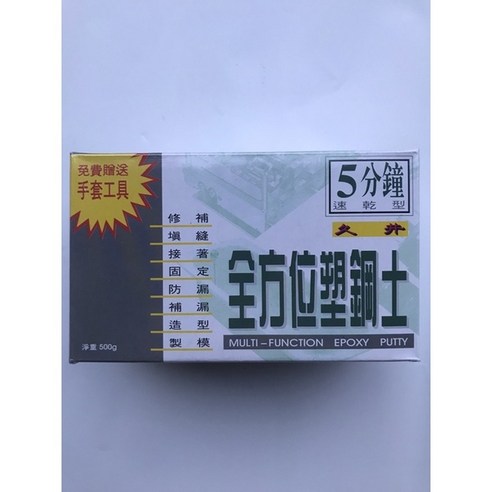 免費贈送
手套工具
5分鐘
速乾型
久井
全方位塑鋼土
MULTI-FUNCTION EPOXY PUTTY
修補
填縫
接著
固定
防漏
補漏
造型
製模
淨重 500g